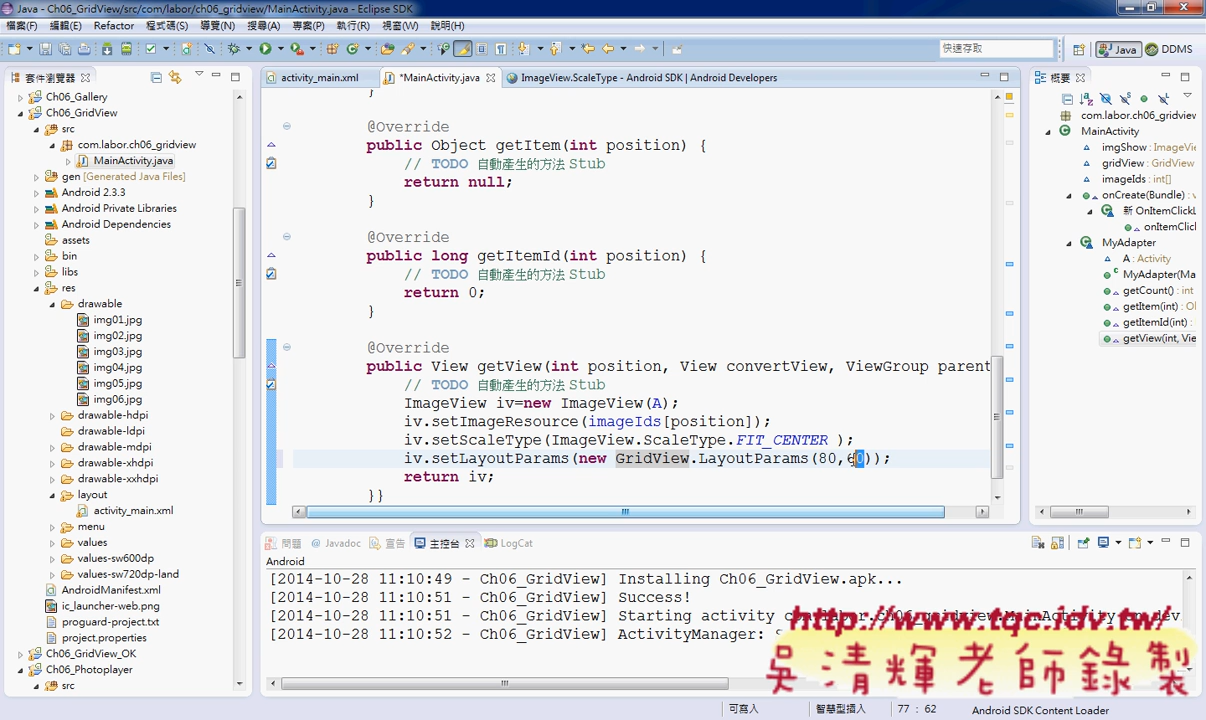 Java - Ch06_GridView/src/com/labor/ch06_gridview/MainActivity.java - Eclipse SDK
檔案(F) 編輯(E) Refactor 程式碼(S) 導覽(N) 搜尋(A) 專案(P) 執行(R) 視窗(W) 說明(H)
快速存取
Java
DDMS
套件瀏覽器
Ch06_Gallery
Ch06_GridView
src
com.labor.ch06_gridview
MainActivity.java
gen [Generated Java Files]
Android 2.3.3
Android Private Libraries
Android Dependencies
assets
bin
libs
res
drawable
img01.jpg
img02.jpg
img03.jpg
img04.jpg
img05.jpg
img06.jpg
drawable-hdpi
drawable-ldpi
drawable-mdpi
drawable-xhdpi
drawable-xxhdpi
layout
activity_main.xml
menu
values
values-sw600dp
values-sw720dp-land
AndroidManifest.xml
ic_launcher-web.png
proguard-project.txt
project.properties
Ch06_GridView_OK
Ch06_Photoplayer
src
activity_main.xml
*MainActivity.java
ImageView.ScaleType - Android SDK | Android Developers
}
@Override
public Object getItem(int position) {
// TODO 自動產生的方法 Stub
return null;
}
@Override
public long getItemId(int position) {
// TODO 自動產生的方法 Stub
return 0;
}
@Override
public View getView(int position, View convertView, ViewGroup parent
// TODO 自動產生的方法 Stub
ImageView iv=new ImageView(A);
iv.setImageResource(imageIds[position]);
iv.setScaleType(ImageView.ScaleType.FIT_CENTER );
iv.setLayoutParams(new GridView.LayoutParams(80,60));
return iv;
}}
概要
com.labor.ch06_gridview
MainActivity
imgShow : ImageVi
gridView : GridView
imageIds : int[]
onCreate(Bundle) : v
新 OnItemClickL
onItemClick
MyAdapter
A : Activity
MyAdapter(Ma
getCount() : int
getItem(int) : Ol
getItemId(int) :
getView(int, Vie
問題 Javadoc 宣告 主控台 LogCat
Android
[2014-10-28 11:10:49 - Ch06_GridView] Installing Ch06_GridView.apk...
[2014-10-28 11:10:51 - Ch06_GridView] Success!
[2014-10-28 11:10:51 - Ch06_GridView] Starting activity com.labor.ch06_gridview.MainActivity on dev
[2014-10-28 11:10:52 - Ch06_GridView] ActivityManager: S
http://www.tqc.idv.tw/
吳清輝老師錄製
可寫入
智慧型插入
77 : 62
Android SDK Content Loader